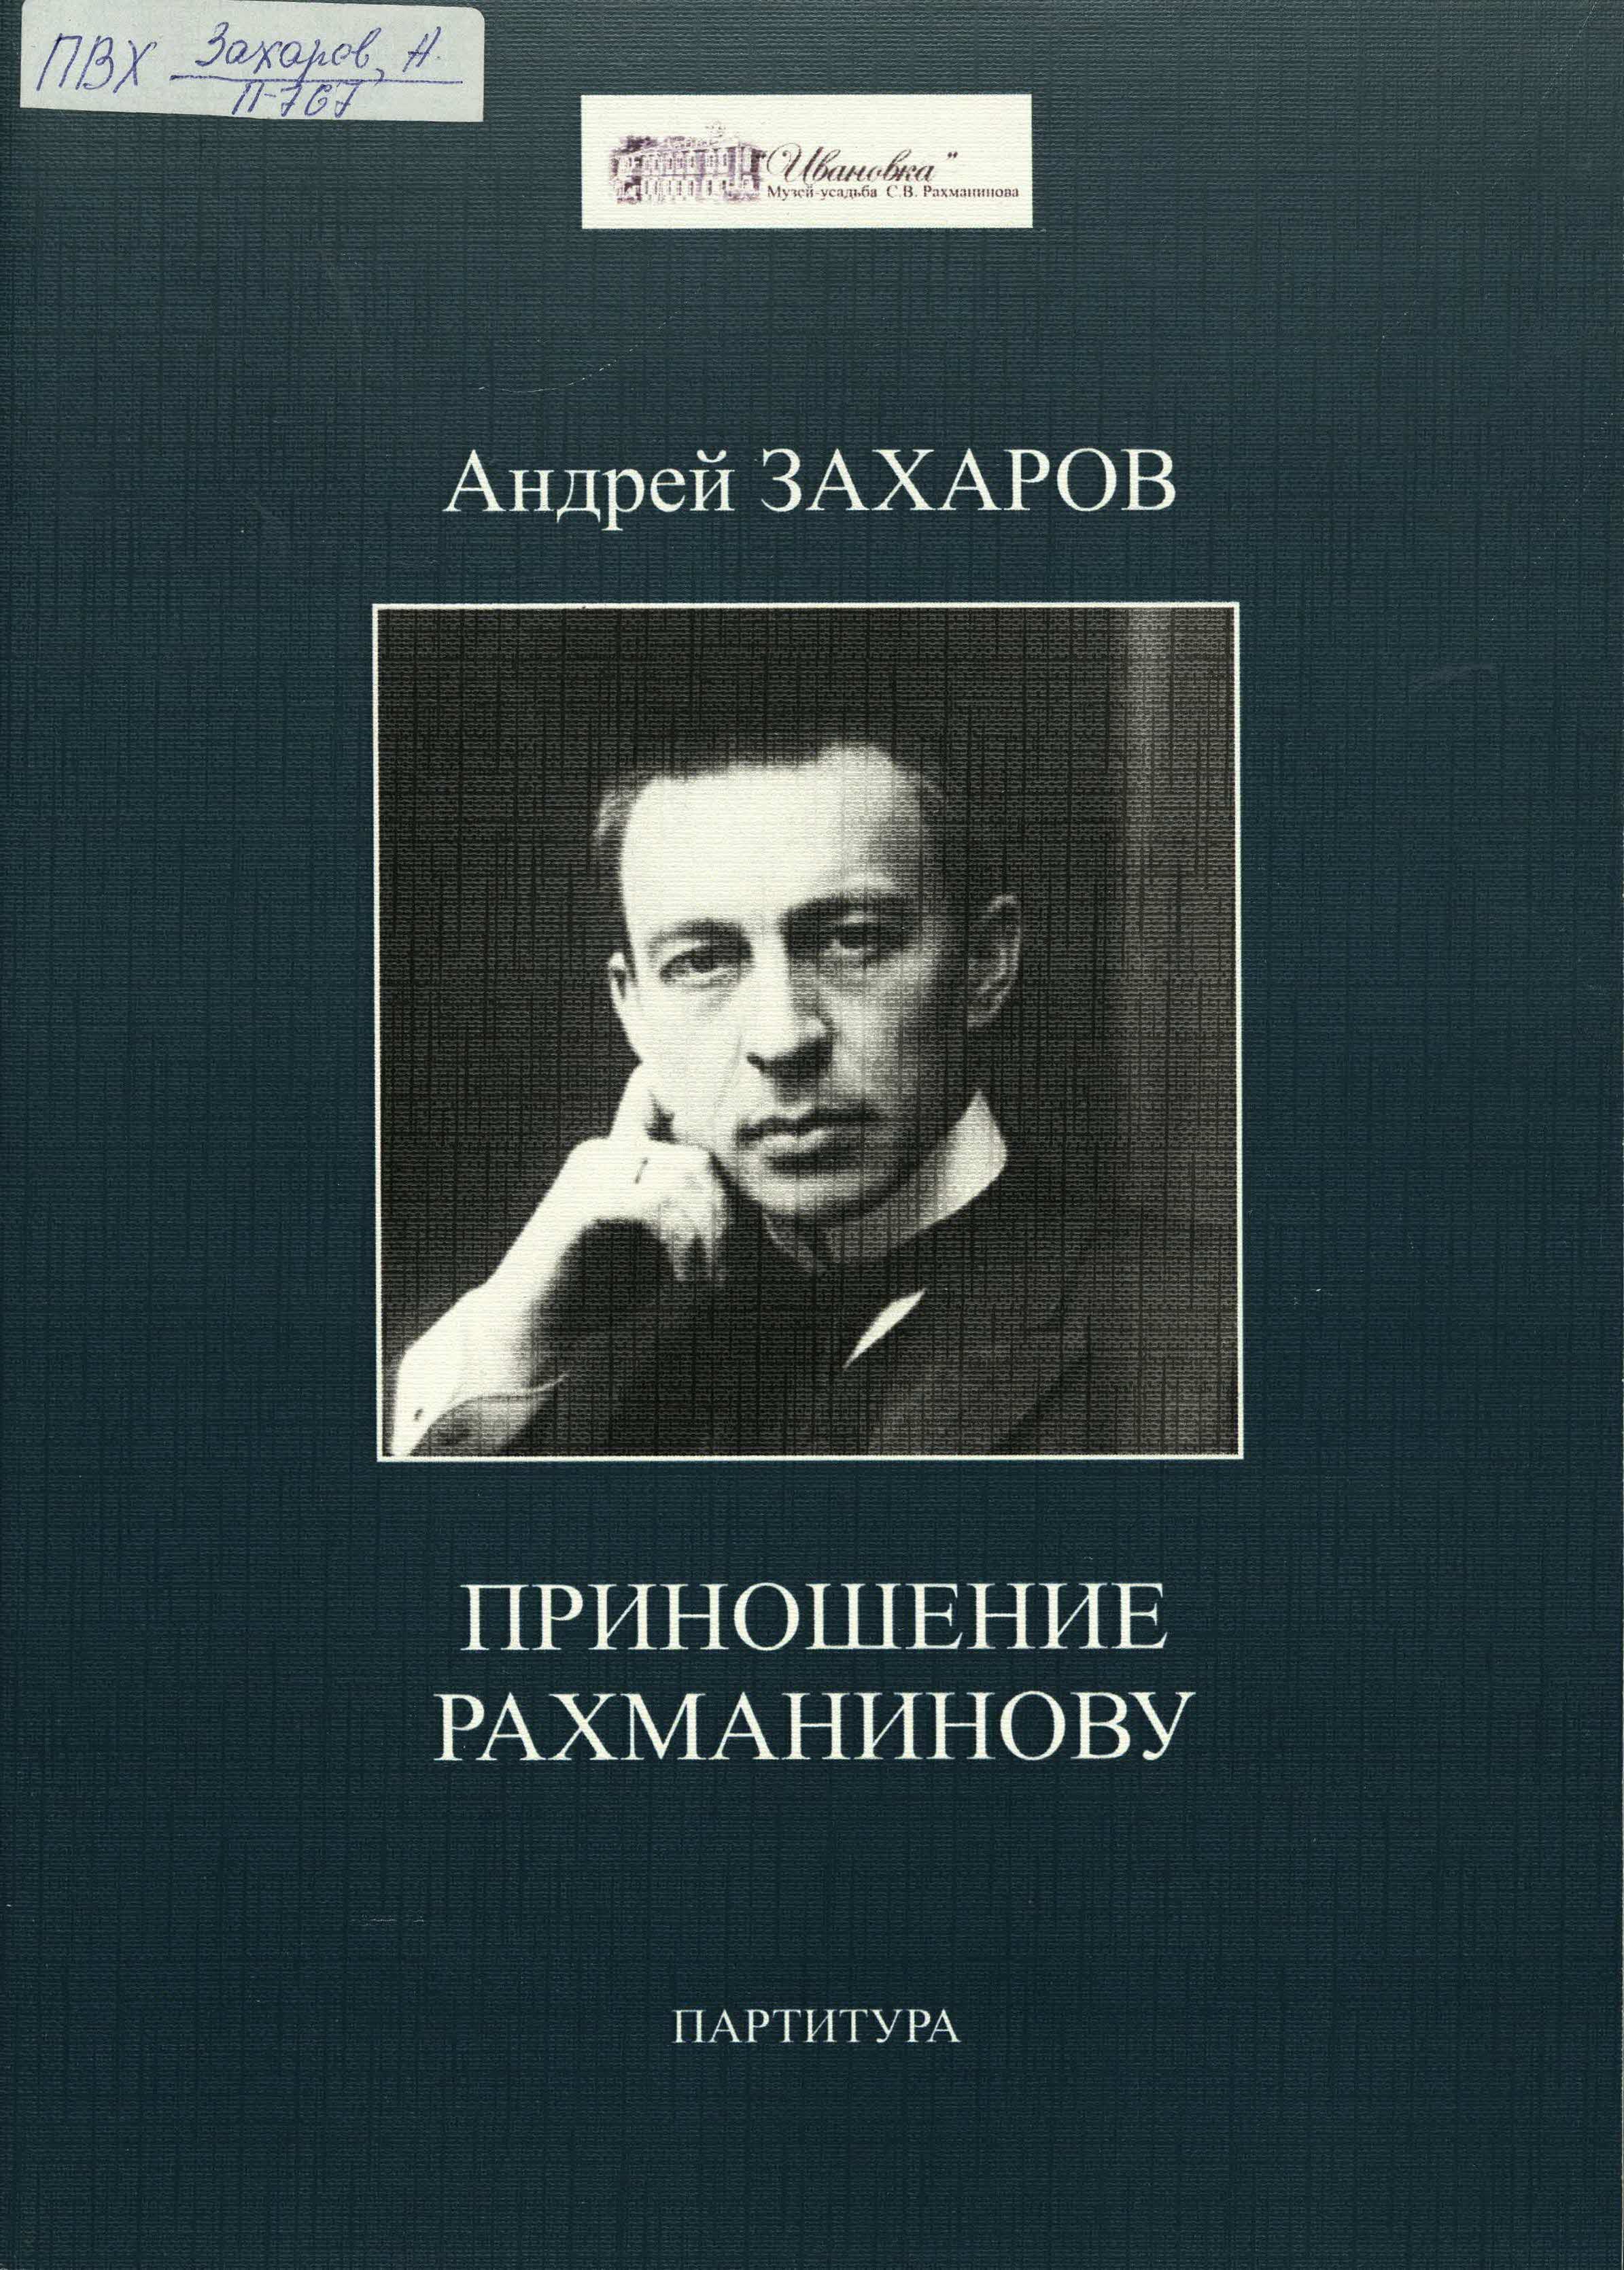 ПВХ Захаров, А.
П-767
"Ивановка"
Музей-усадьба С.В. Рахманинова
Андрей ЗАХАРОВ
ПРИНОШЕНИЕ
РАХМАНИНОВУ
ПАРТИТУРА